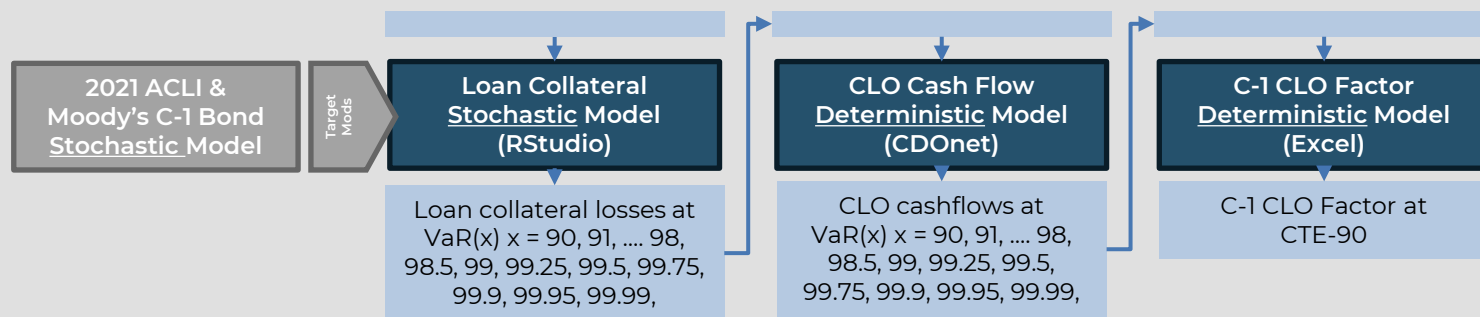 2021 ACLI &
Moody's C-1 Bond
Stochastic Model
Target
Mods
Loan Collateral
Stochastic Model
(RStudio)
Loan collateral losses at
VaR(x) x = 90, 91, .... 98,
98.5, 99, 99.25, 99.5, 99.75,
99.9, 99.95, 99.99,
CLO Cash Flow
Deterministic Model
(CDOnet)
CLO cashflows at
VaR(x) x = 90, 91, .... 98,
98.5, 99, 99.25, 99.5,
99.75, 99.9, 99.95, 99.99,
C-1 CLO Factor
Deterministic Model
(Excel)
C-1 CLO Factor at
CTE-90